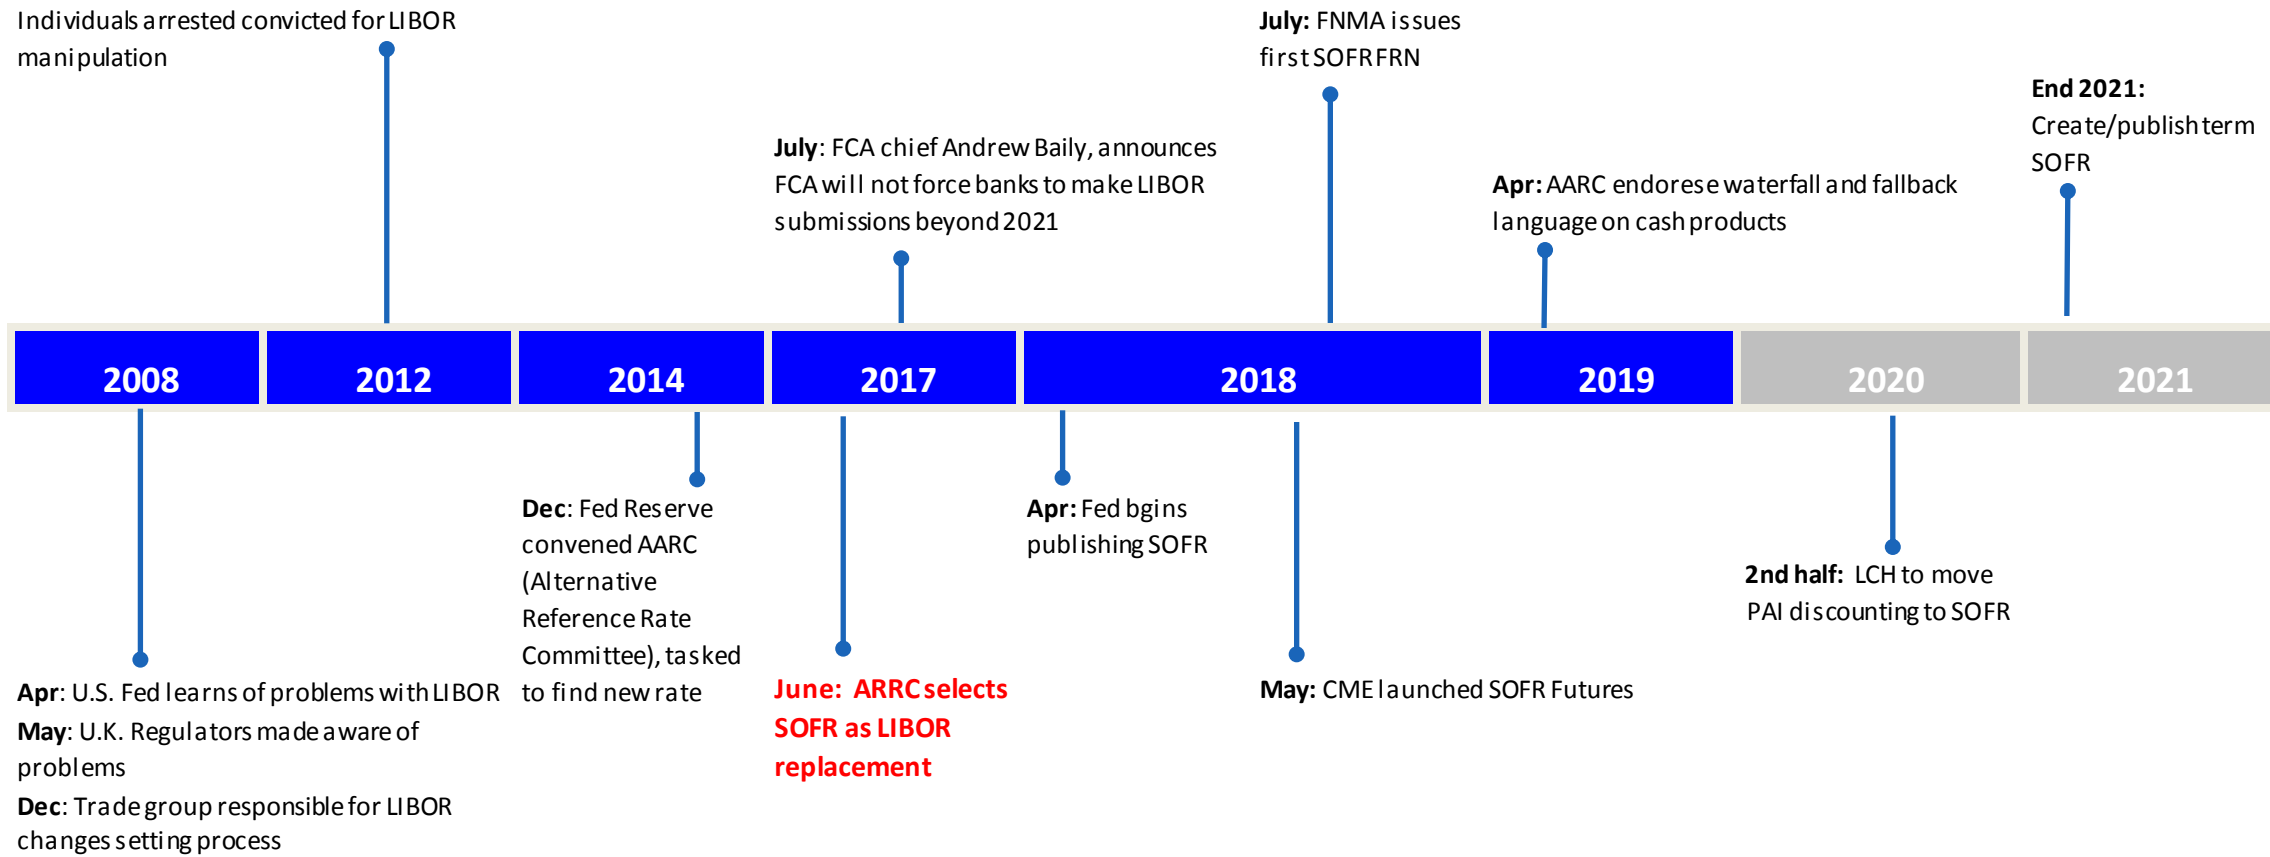 Individuals arrested convicted for LIBOR
manipulation
July: FNMA issues
first SOFR FRN
End 2021:
Create/publish term
SOFR
July: FCA chief Andrew Baily, announces
FCA will not force banks to make LIBOR
submissions beyond 2021
Apr: AARC endorese waterfall and fallback
language on cash products
2008
2012
2014
2017
2018
2019
2020
2021
Apr: U.S. Fed learns of problems with LIBOR
May: U.K. Regulators made aware of
problems
Dec: Trade group responsible for LIBOR
changes setting process
Dec: Fed Reserve
convened AARC
(Alternative
Reference Rate
Committee), tasked
to find new rate
June: ARRC selects
SOFR as LIBOR
replacement
Apr: Fed bgins
publishing SOFR
May: CME launched SOFR Futures
2nd half: LCH to move
PAI discounting to SOFR